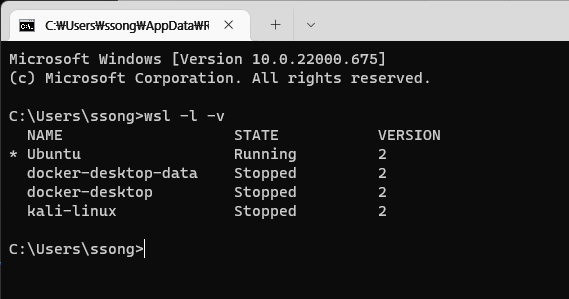 C:₩Users₩ssong₩AppData₩R
Microsoft Windows [Version 10.0.22000.675]
(c) Microsoft Corporation. All rights reserved.
C:\Users\ssong>wsl -l -v
NAME STATE VERSION
* Ubuntu Running 2
docker-desktop-data Stopped 2
docker-desktop Stopped 2
kali-linux Stopped 2
C:\Users\ssong>